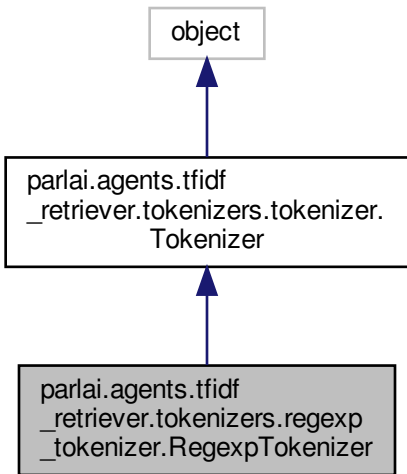 object
parlai.agents.tfidf
_retriever.tokenizers.tokenizer.
Tokenizer
parlai.agents.tfidf
_retriever.tokenizers.regexp
_tokenizer.RegexpTokenizer